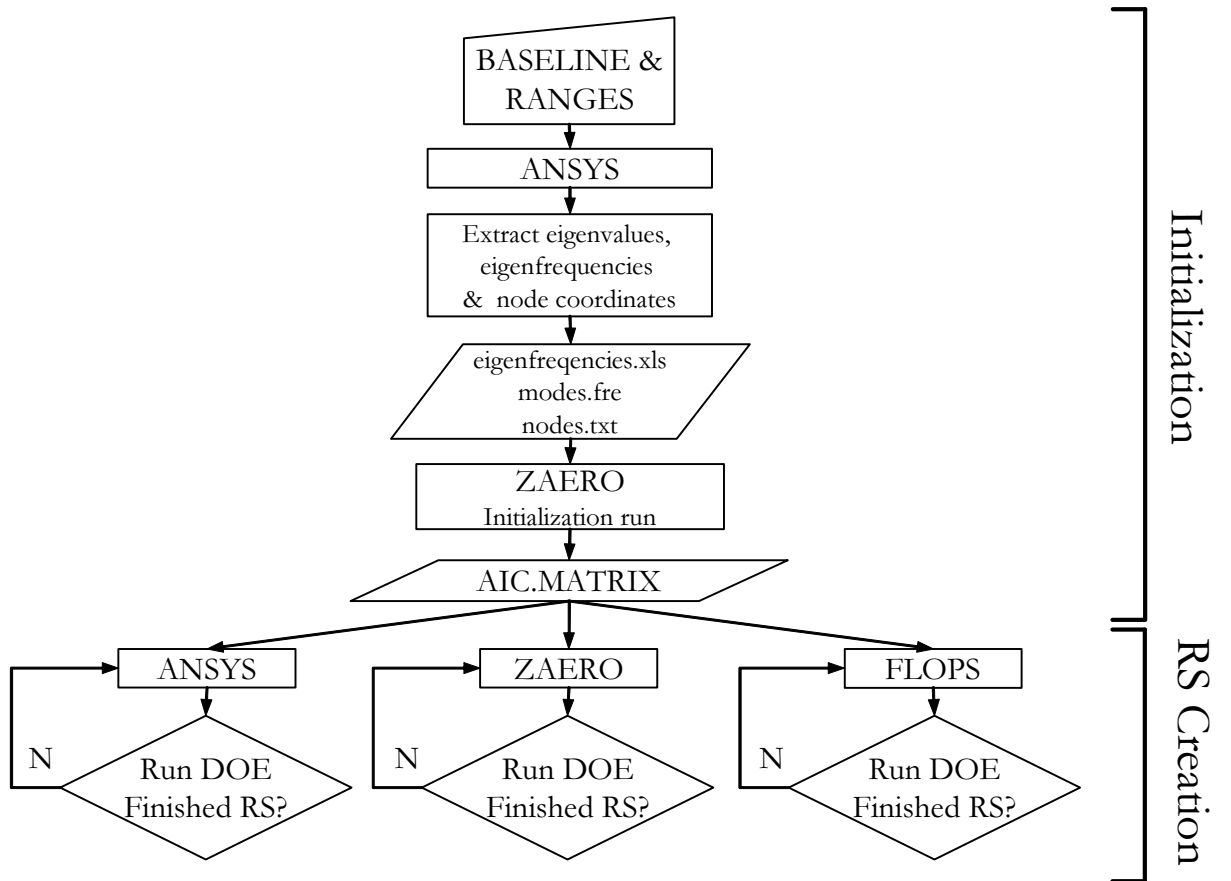 BASELINE &
RANGES
ANSYS
Extract eigenvalues,
eigenfrequencies
& node coordinates
eigenfreqencies.xls
modes.fre
nodes.txt
ZAERO
Initialization run
AIC.MATRIX
Initialization
ANSYS
ZAERO
FLOPS
N
Run DOE
Finished RS?
N
Run DOE
Finished RS?
N
Run DOE
Finished RS?
RS Creation